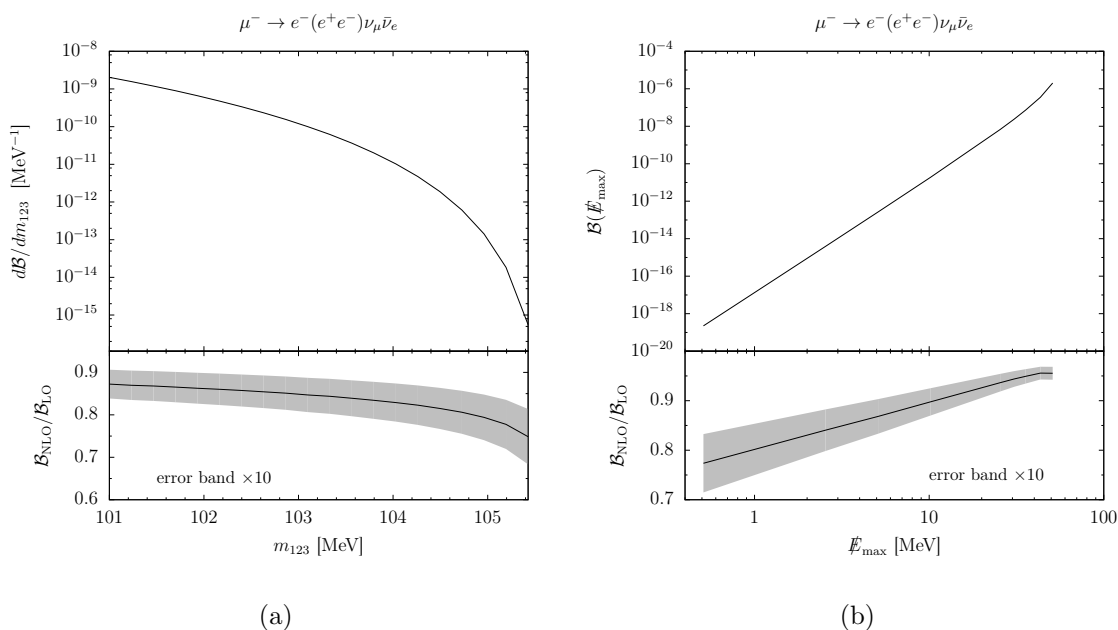 μ⁻ → e⁻(e⁺e⁻)ν_μν̄_e
dℬ/dm₁₂₃ [MeV⁻¹]
10⁻⁸
10⁻⁹
10⁻¹⁰
10⁻¹¹
10⁻¹²
10⁻¹³
10⁻¹⁴
10⁻¹⁵
ℬ_NLO/ℬ_LO
0.9
0.8
0.7
0.6
error band ×10
101 102 103 104 105
m₁₂₃ [MeV]
(a)
μ⁻ → e⁻(e⁺e⁻)ν_μν̄_e
ℬ(E̸_max)
10⁻⁴
10⁻⁶
10⁻⁸
10⁻¹⁰
10⁻¹²
10⁻¹⁴
10⁻¹⁶
10⁻¹⁸
10⁻²⁰
ℬ_NLO/ℬ_LO
0.9
0.8
0.7
error band ×10
1 10 100
E̸_max [MeV]
(b)